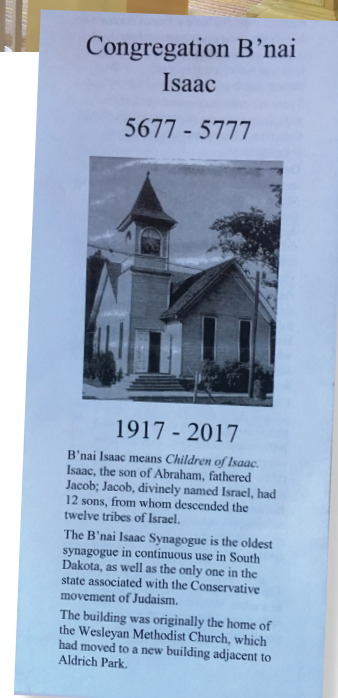 Congregation B'nai
Isaac
5677 - 5777
1917 - 2017
B'nai Isaac means Children of Isaac.
Isaac, the son of Abraham, fathered
Jacob; Jacob, divinely named Israel, had
12 sons, from whom descended the
twelve tribes of Israel.
The B'nai Isaac Synagogue is the oldest
synagogue in continuous use in South
Dakota, as well as the only one in the
state associated with the Conservative
movement of Judaism.
The building was originally the home of
the Wesleyan Methodist Church, which
had moved to a new building adjacent to
Aldrich Park.